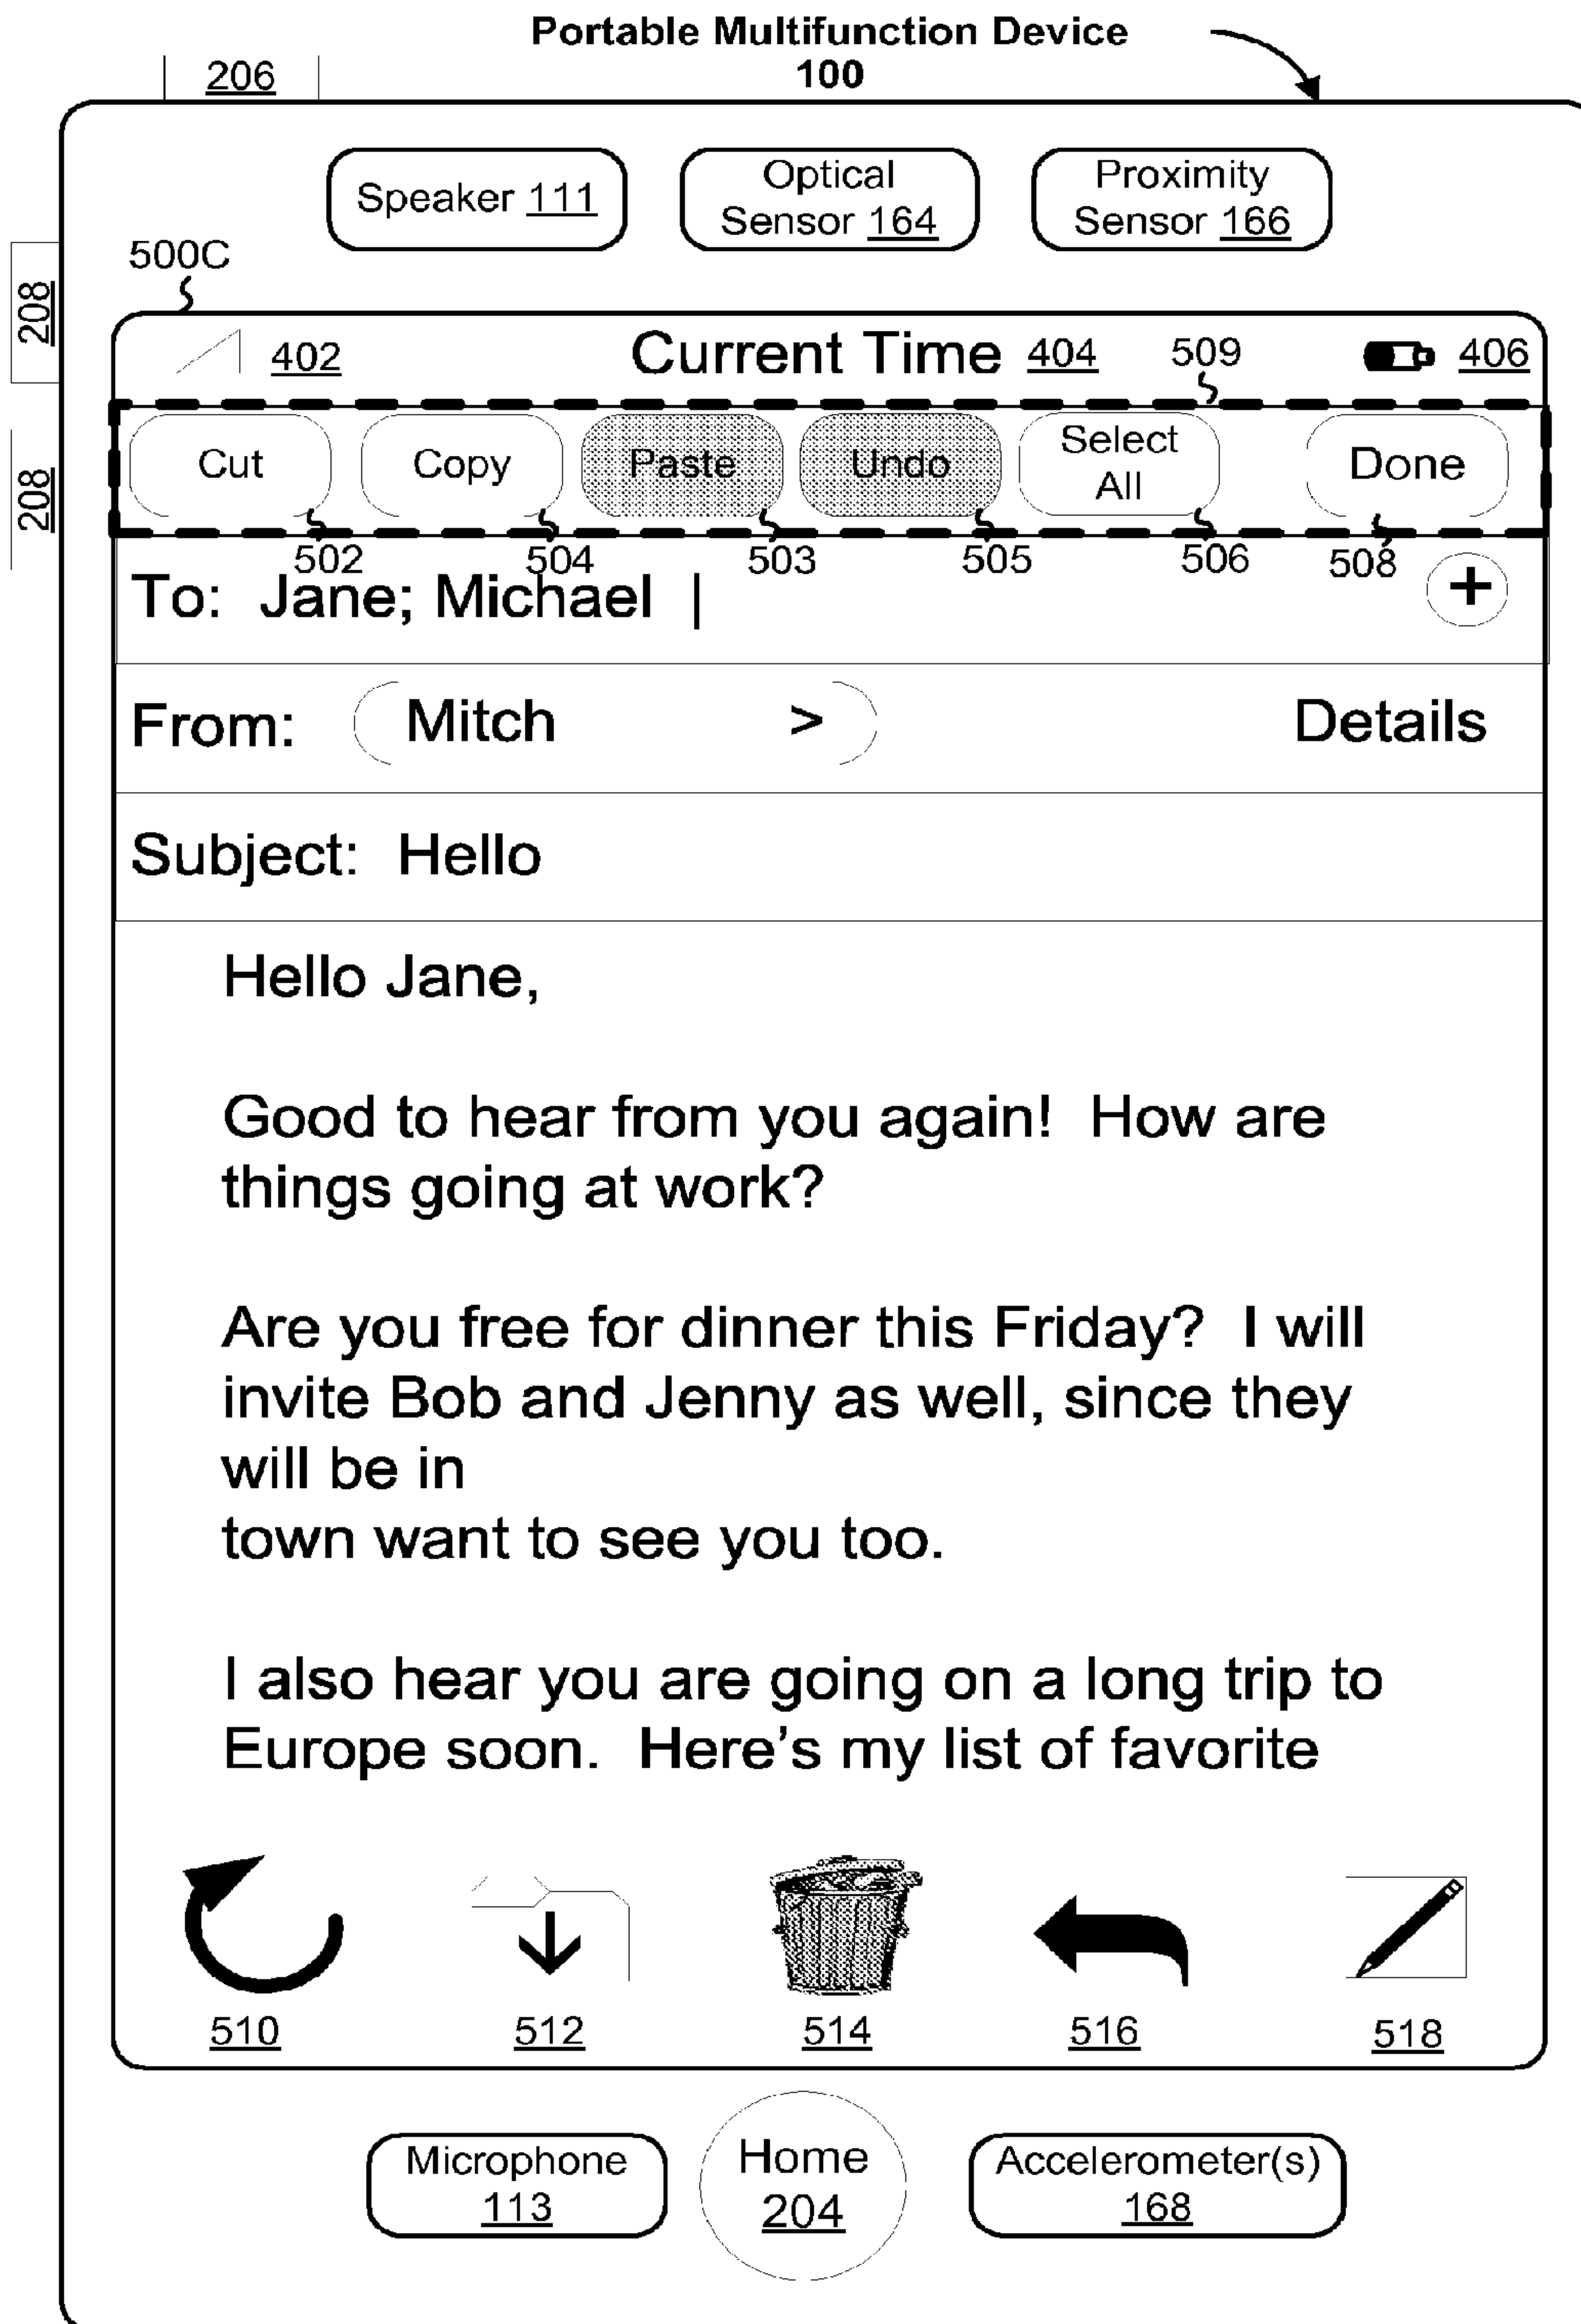 Portable Multifunction Device
100
206
Speaker 111
Optical
Sensor 164
Proximity
Sensor 166
500C
208
208
402
Current Time 404
509
406
Cut
Copy
Paste
Undo
Select
All
Done
502
504
503
505
506
508
To: Jane; Michael |
+
From: Mitch >
Details
Subject: Hello
Hello Jane,
Good to hear from you again! How are
things going at work?
Are you free for dinner this Friday? I will
invite Bob and Jenny as well, since they
will be in
town want to see you too.
I also hear you are going on a long trip to
Europe soon. Here's my list of favorite
510
512
514
516
518
Microphone
113
Home
204
Accelerometer(s)
168